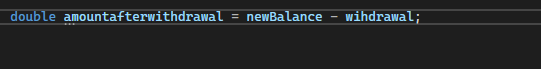 double amountafterwithdrawal = newBalance - wihdrawal;